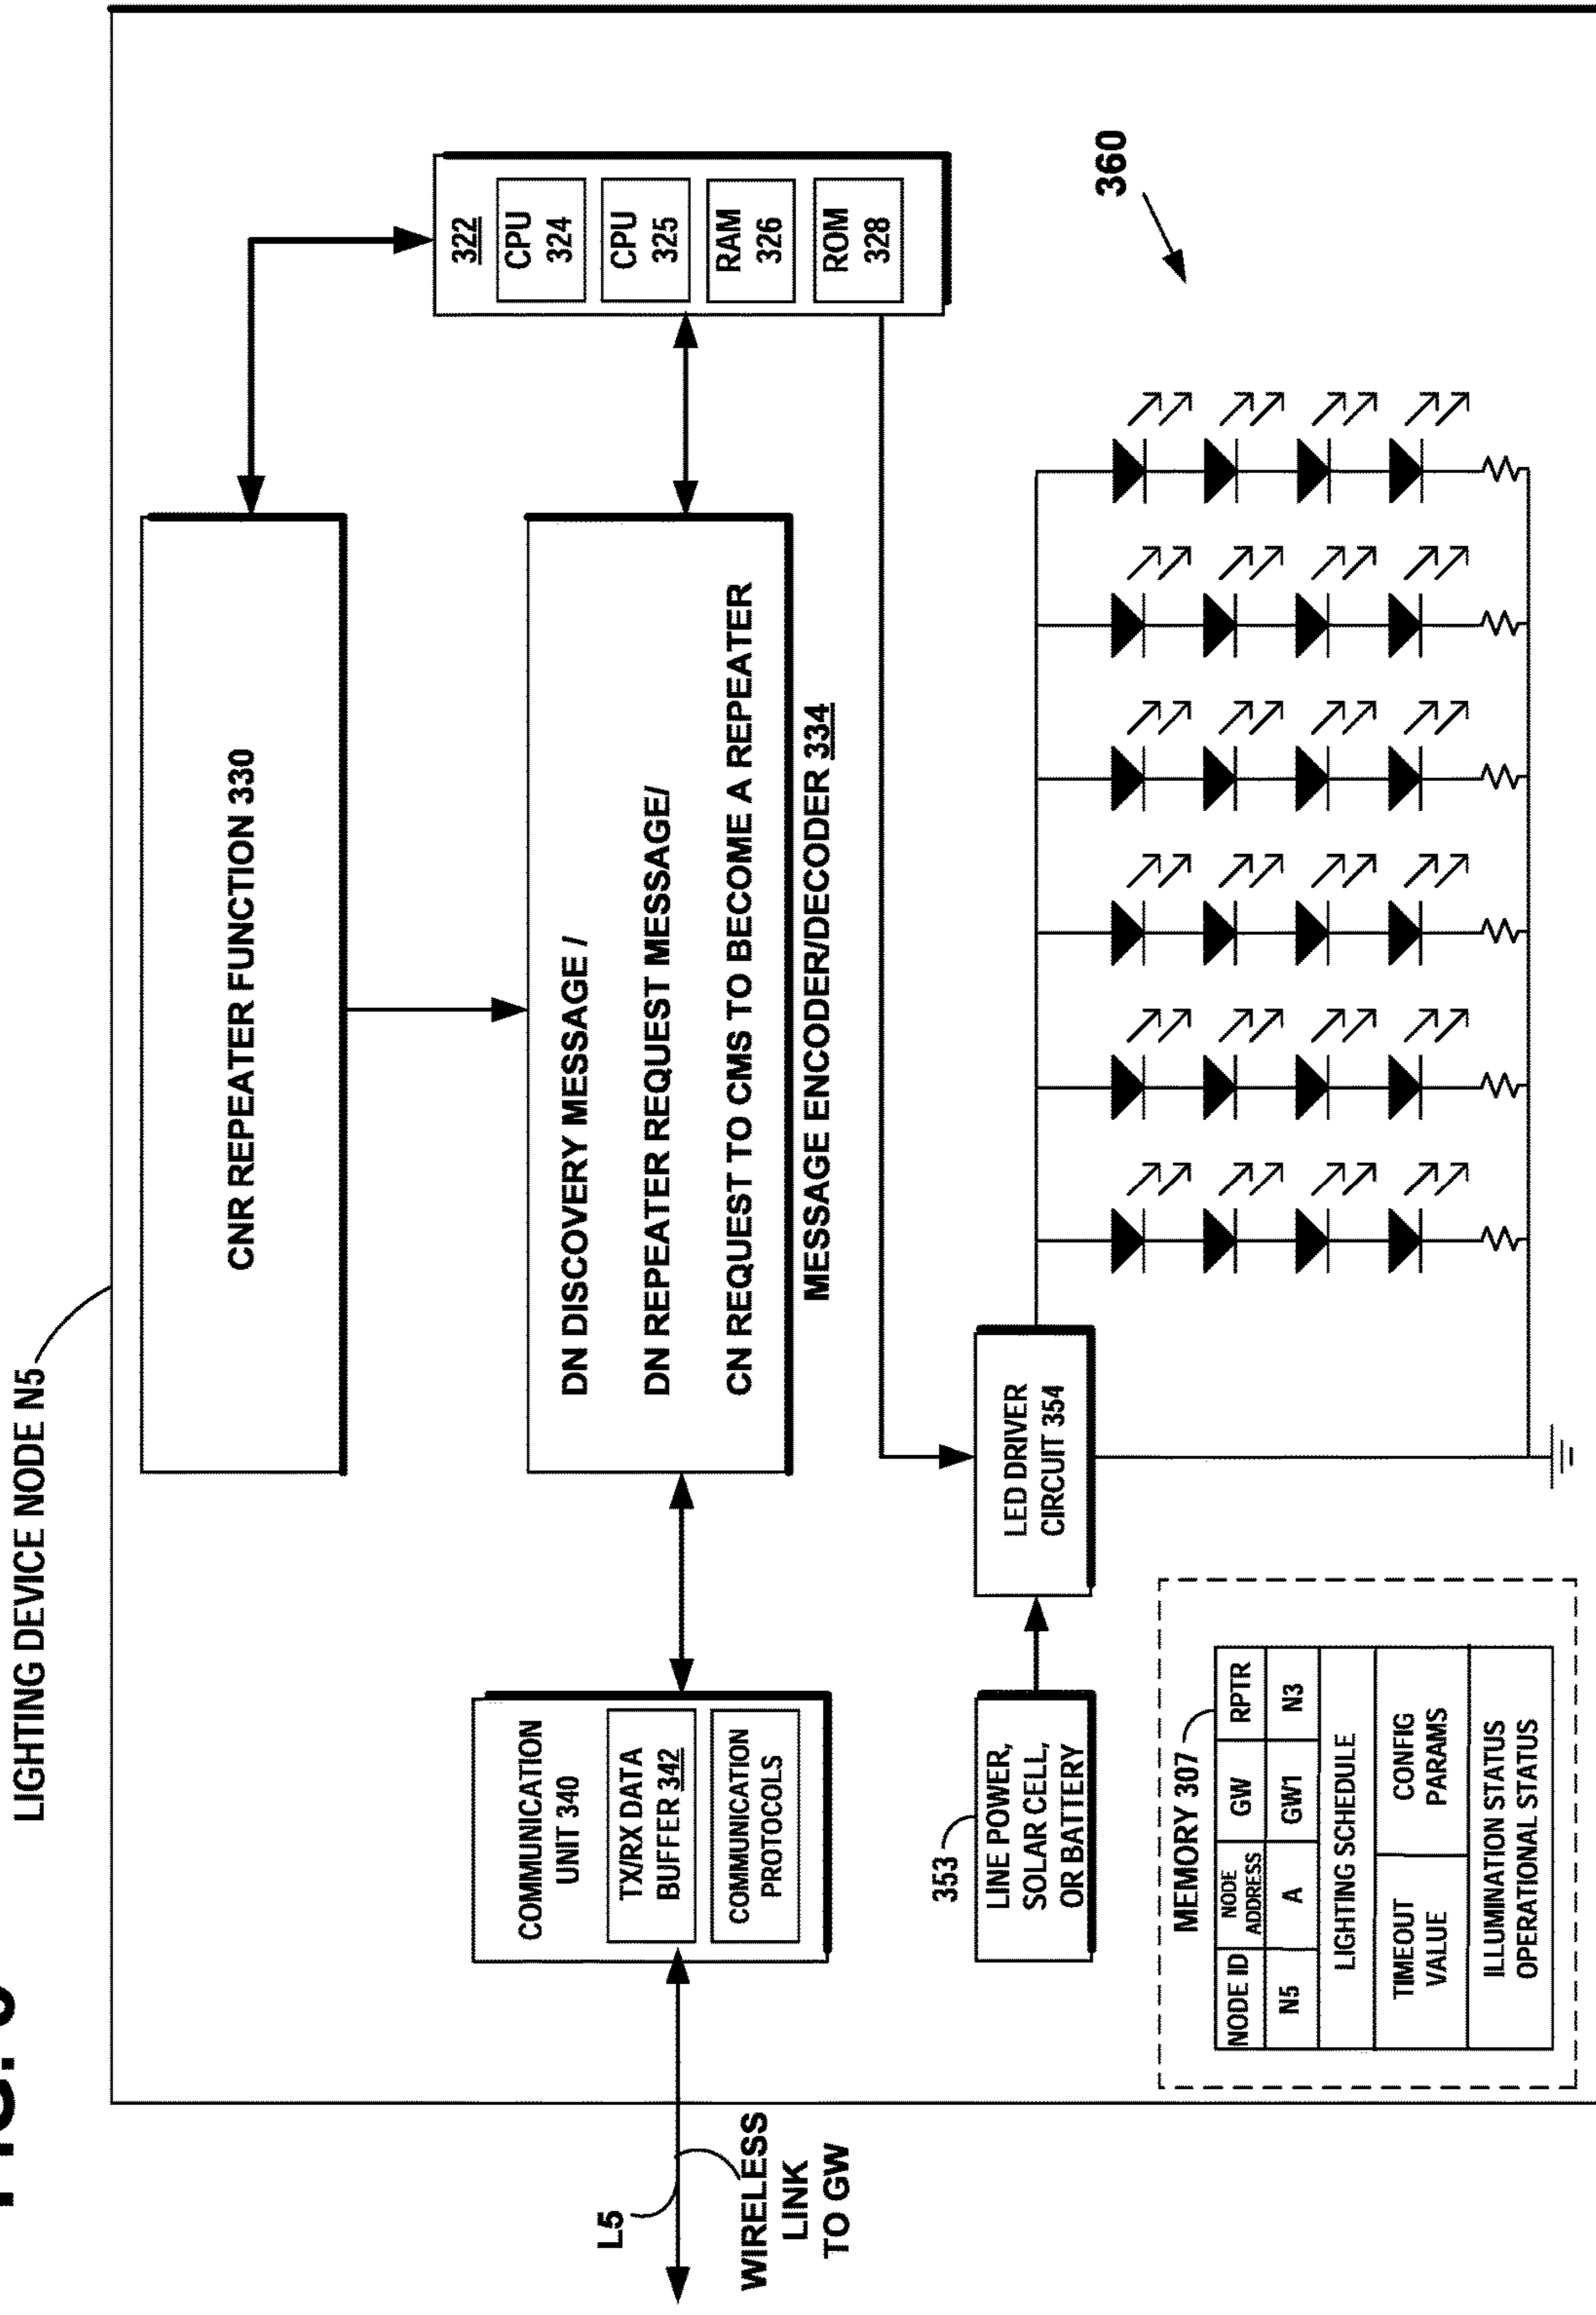 LIGHTING DEVICE NODE N5
CNR REPEATER FUNCTION 330
322
CPU
324
CPU
325
RAM
326
ROM
328
DN DISCOVERY MESSAGE /
DN REPEATER REQUEST MESSAGE/
CN REQUEST TO CMS TO BECOME A REPEATER
MESSAGE ENCODER/DECODER 334
COMMUNICATION
UNIT 340
TX/RX DATA
BUFFER 342
COMMUNICATION
PROTOCOLS
L5
WIRELESS
LINK
TO GW
353
LINE POWER,
SOLAR CELL,
OR BATTERY
LED DRIVER
CIRCUIT 354
360
MEMORY 307
NODE ID
NODE
ADDRESS
GW
RPTR
N5
A
GW1
N3
LIGHTING SCHEDULE
TIMEOUT
VALUE
CONFIG
PARAMS
ILLUMINATION STATUS
OPERATIONAL STATUS